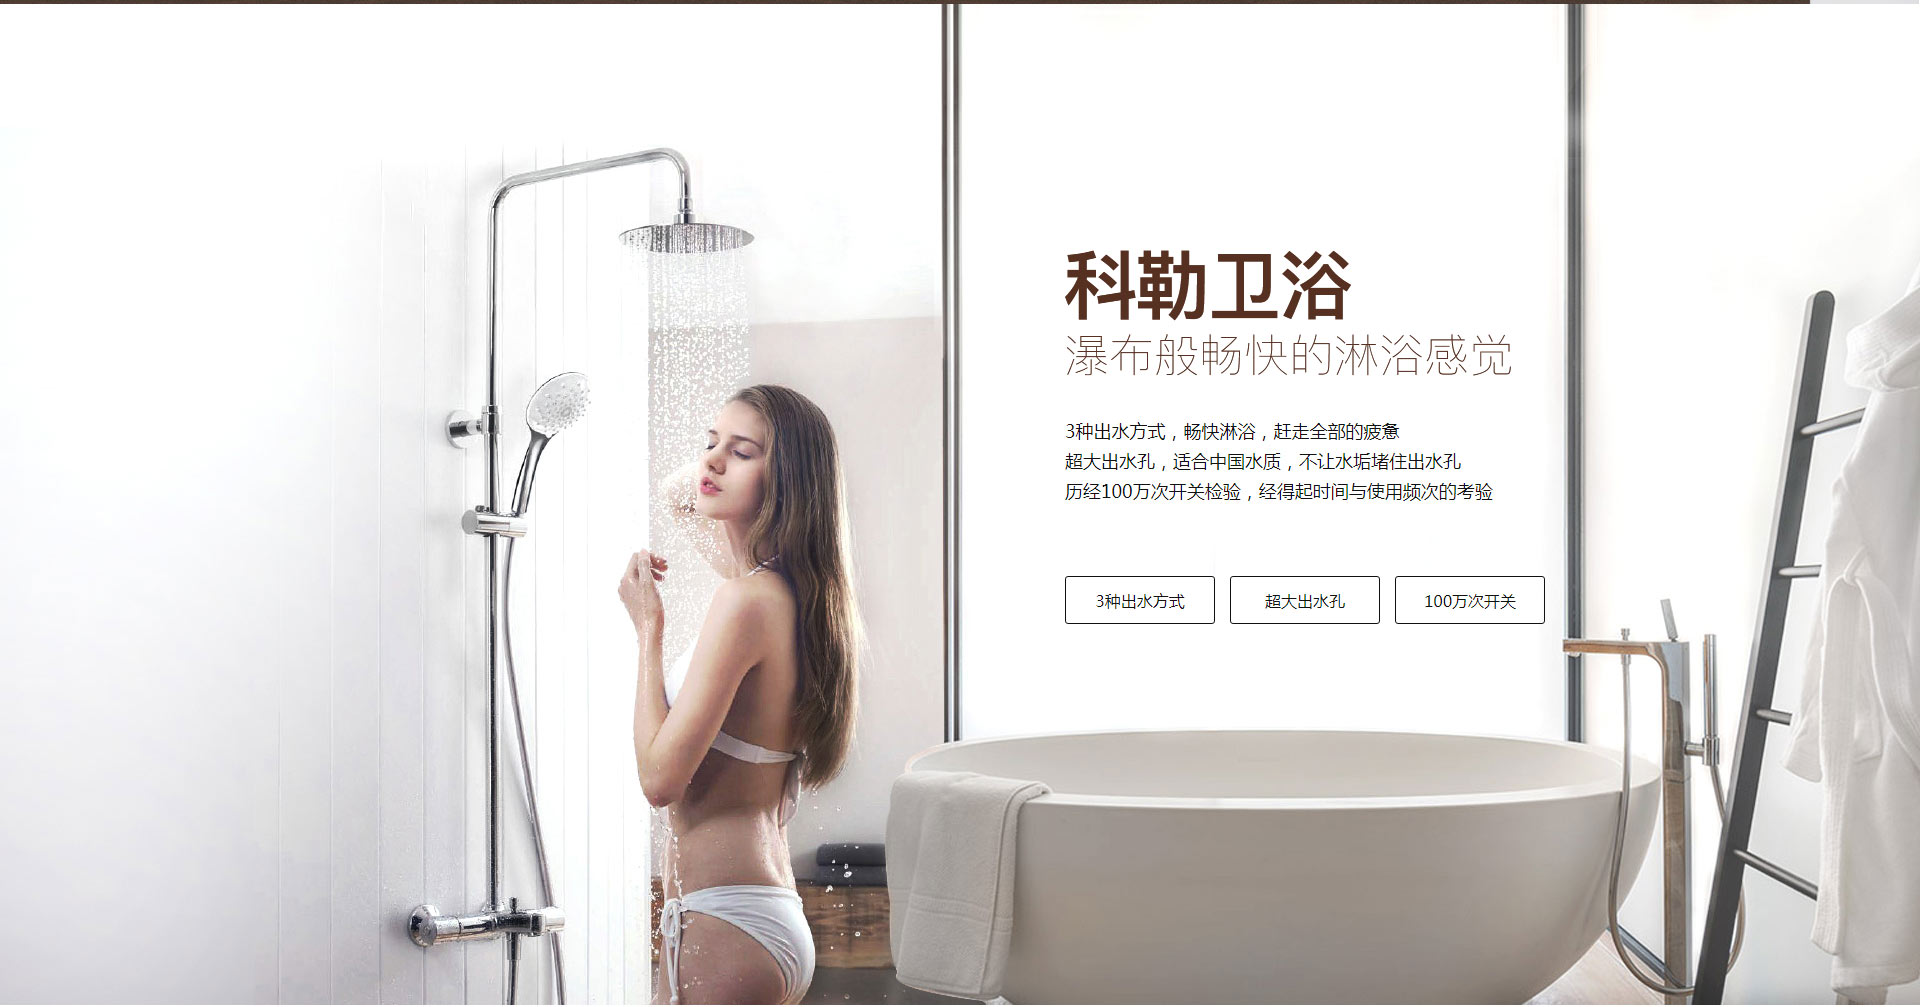 科勒卫浴
瀑布般畅快的淋浴感觉
3种出水方式，畅快淋浴，赶走全部的疲惫
超大出水孔，适合中国水质，不让水垢堵住出水孔
历经100万次开关检验，经得起时间与使用频次的考验
3种出水方式
超大出水孔
100万次开关